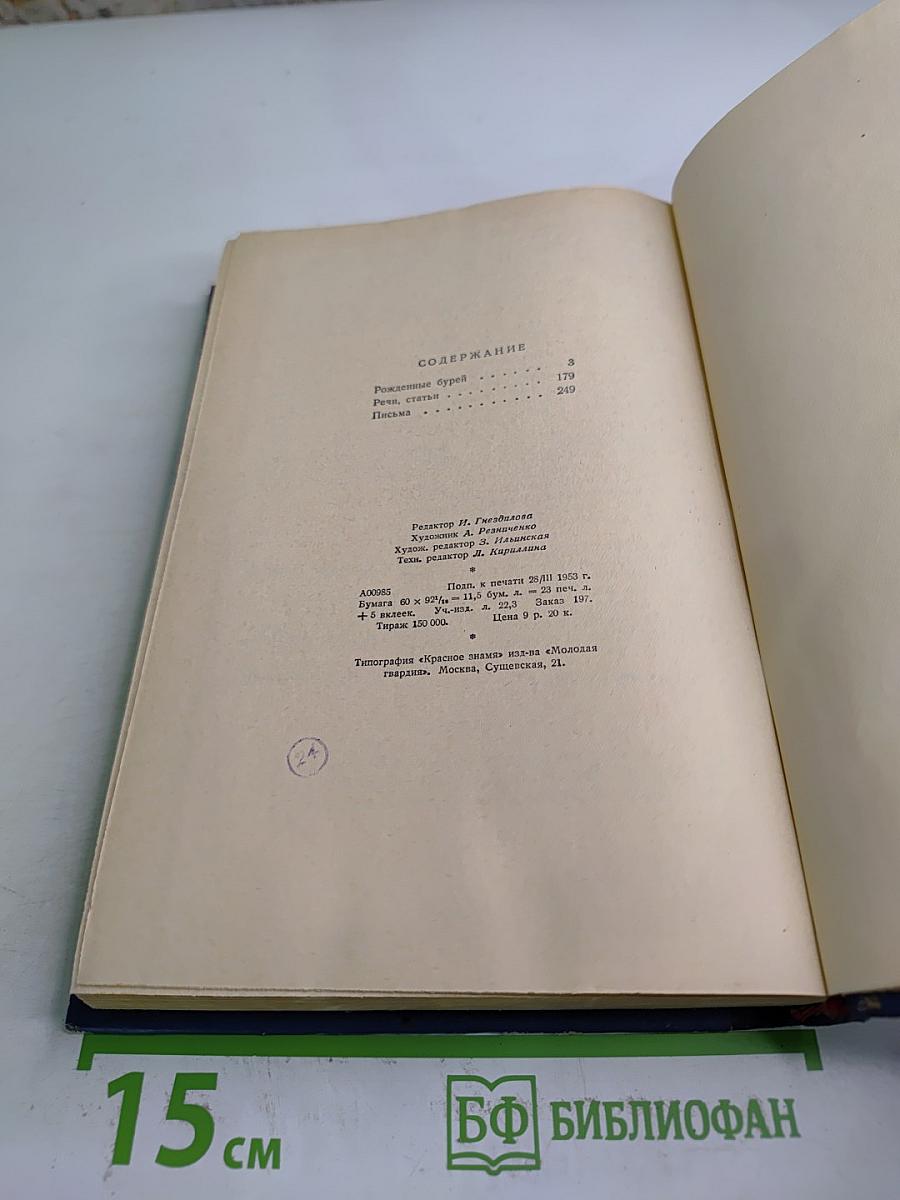 СОДЕРЖАНИЕ
Рожденные бурей . . . . . . 3
Речи, статьи . . . . . . . . . 179
Письма . . . . . . . . . . . 249
Редактор И. Гнездилова
Художник А. Резниченко
Худож. редактор З. Ильинская
Техн. редактор Л. Кириллина
*
А00985 Подп. к печати 28/III 1953 г.
Бумага 60 × 92¹/₁₆ = 11,5 бум. л. = 23 печ. л.
+ 5 вклеек. Уч.-изд. л. 22,3 Заказ 197.
Тираж 150 000. Цена 9 р. 20 к.
*
Типография «Красное знамя» изд-ва «Молодая
гвардия». Москва, Сущевская, 21.
24
15 см
БФ БИБЛИОФАН